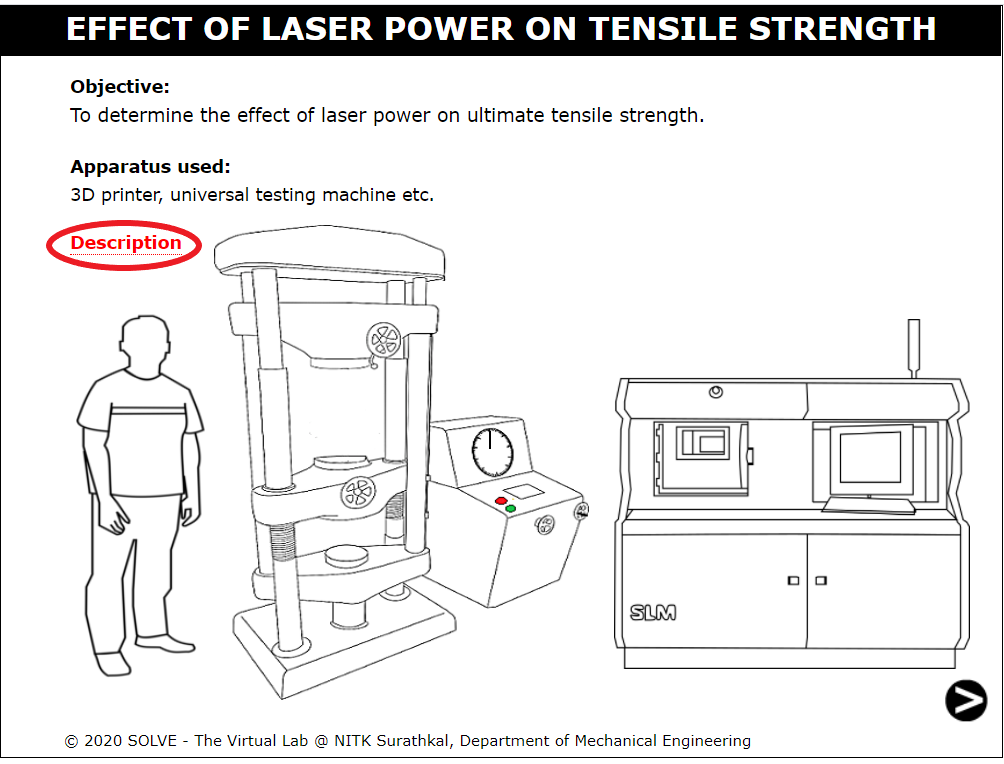 EFFECT OF LASER POWER ON TENSILE STRENGTH
Objective:
To determine the effect of laser power on ultimate tensile strength.
Apparatus used:
3D printer, universal testing machine etc.
Description
SLM
© 2020 SOLVE - The Virtual Lab @ NITK Surathkal, Department of Mechanical Engineering